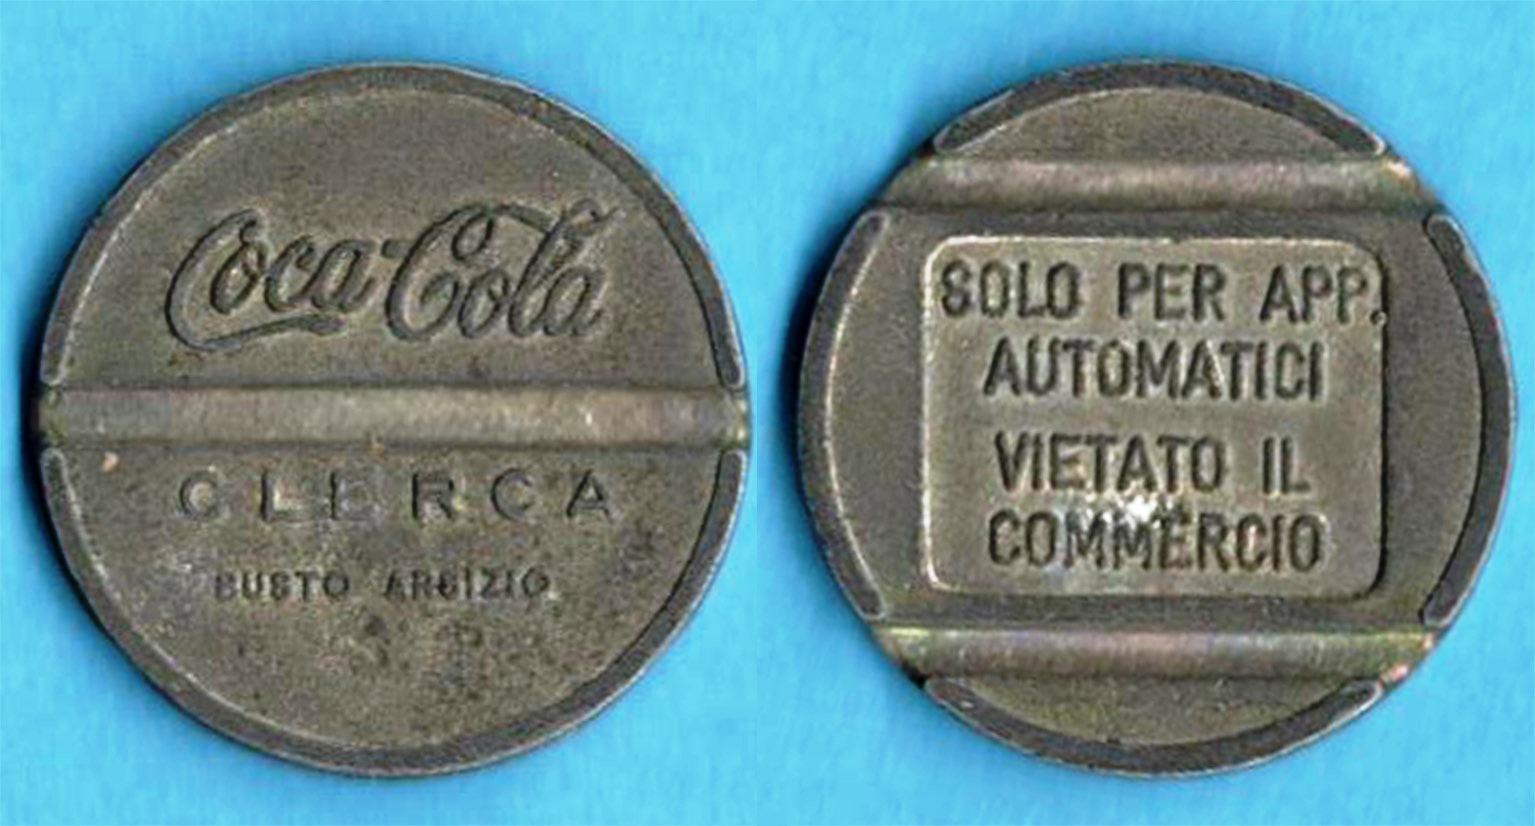 Coca-Cola
CLERCA
BUSTO ARSIZIO
SOLO PER APP.
AUTOMATICI
VIETATO IL
COMMERCIO